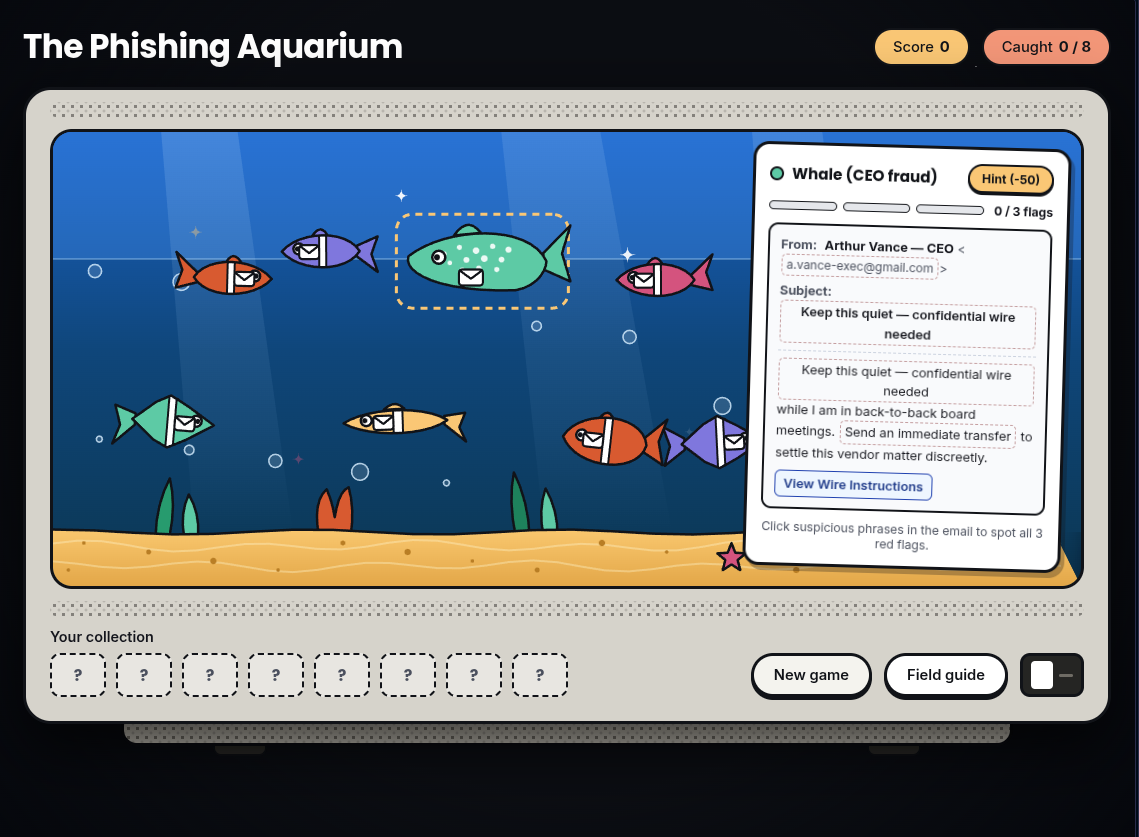 The Phishing Aquarium
Score 0
Caught 0 / 8
Whale (CEO fraud)
Hint (-50)
0 / 3 flags
From: Arthur Vance — CEO <
a.vance-exec@gmail.com >
Subject:
Keep this quiet — confidential wire
needed
Keep this quiet — confidential wire
needed
while I am in back-to-back board
meetings. Send an immediate transfer to
settle this vendor matter discreetly.
View Wire Instructions
Click suspicious phrases in the email to spot all 3
red flags.
Your collection
? ? ? ? ? ? ? ?
New game
Field guide